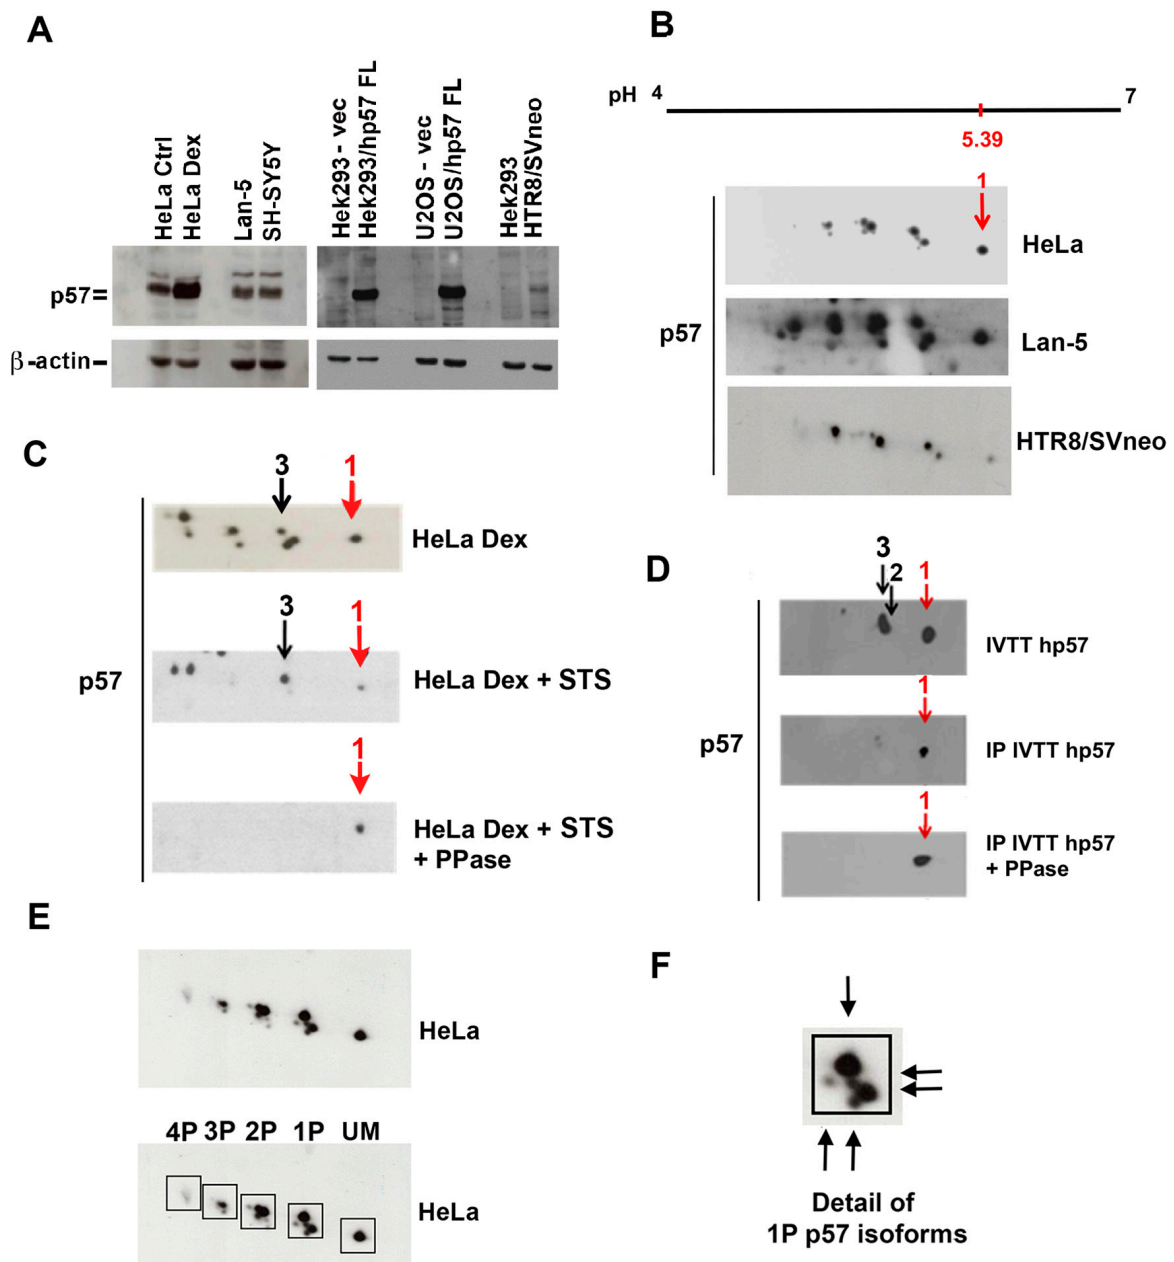 A
HeLa Ctrl
HeLa Dex
Lan-5
SH-SY5Y
Hek293 - vec
Hek293/hp57 FL
U2OS - vec
U2OS/hp57 FL
Hek293
HTR8/SVneo
p57=
β-actin
B
pH 4 7
5.39
1
HeLa
p57
Lan-5
HTR8/SVneo
C
3 1
HeLa Dex
3 1
p57
HeLa Dex + STS
1
HeLa Dex + STS
+ PPase
D
3 2 1
IVTT hp57
1
p57
IP IVTT hp57
1
IP IVTT hp57
+ PPase
E
HeLa
4P 3P 2P 1P UM
HeLa
F
Detail of
1P p57 isoforms